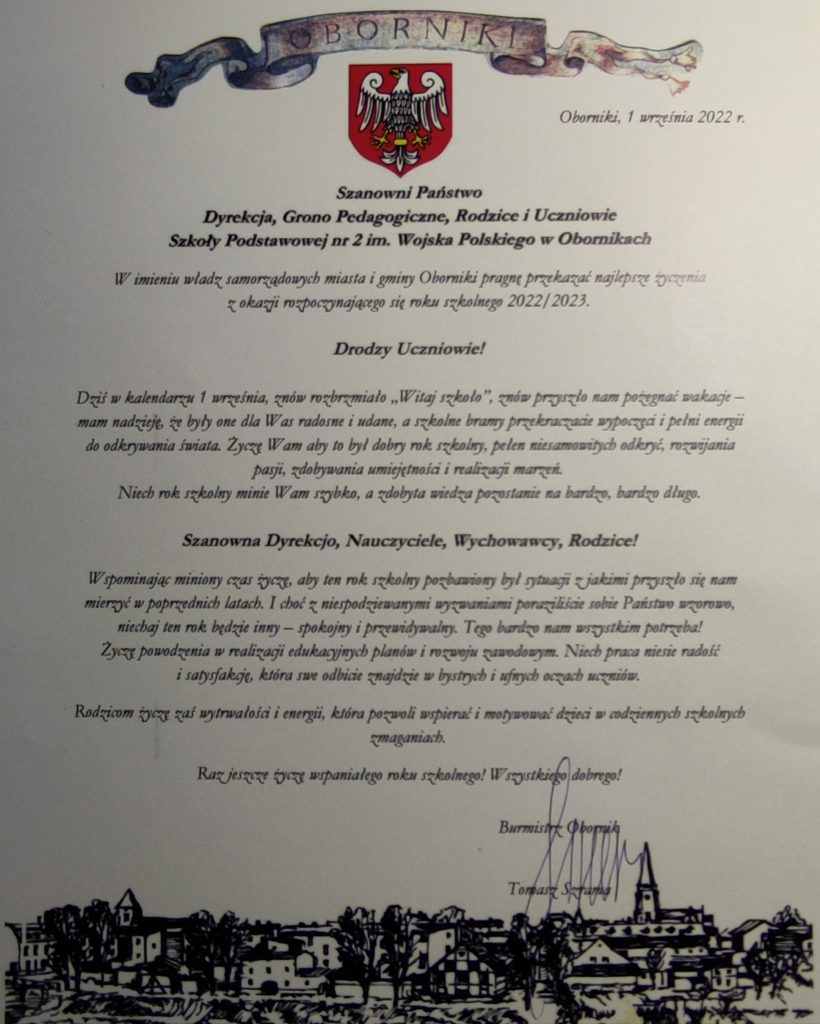 OBORNIKI
Oborniki, 1 września 2022 r.
Szanowni Państwo
Dyrekcja, Grono Pedagogiczne, Rodzice i Uczniowie
Szkoły Podstawowej nr 2 im. Wojska Polskiego w Obornikach
W imieniu władz samorządowych miasta i gminy Oborniki pragnę przekazać najlepsze życzenia
z okazji rozpoczynającego się roku szkolnego 2022/2023.
Drodzy Uczniowie!
Dziś w kalendarzu 1 września, znów rozbrzmiało „Witaj szkoło”, znów przyszło nam pożegnać wakacje –
mam nadzieję, że były one dla Was radosne i udane, a szkolne bramy przekraczacie wypoczęci i pełni energii
do odkrywania świata. Życzę Wam aby to był dobry rok szkolny, pełen niesamowitych odkryć, rozwijania
pasji, zdobywania umiejętności i realizacji marzeń.
Niech rok szkolny minie Wam szybko, a zdobyta wiedza pozostanie na bardzo, bardzo długo.
Szanowna Dyrekcjo, Nauczyciele, Wychowawcy, Rodzice!
Wspominając miniony czas życzę, aby ten rok szkolny pozbawiony był sytuacji z jakimi przyszło się nam
mierzyć w poprzednich latach. I choć z niespodziewanymi wyzwaniami poraziliście sobie Państwo wzorowo,
niechaj ten rok będzie inny – spokojny i przewidywalny. Tego bardzo nam wszystkim potrzeba!
Życzę powodzenia w realizacji edukacyjnych planów i rozwoju zawodowym. Niech praca niesie radość
i satysfakcję, która swe odbicie znajdzie w bystrych i ufnych oczach uczniów.
Rodzicom życzę zaś wytrwałości i energii, która pozwoli wspierać i motywować dzieci w codziennych szkolnych
zmaganiach.
Raz jeszcze życzę wspaniałego roku szkolnego! Wszystkiego dobrego!
Burmistrz Obornik
Tomasz Szrama